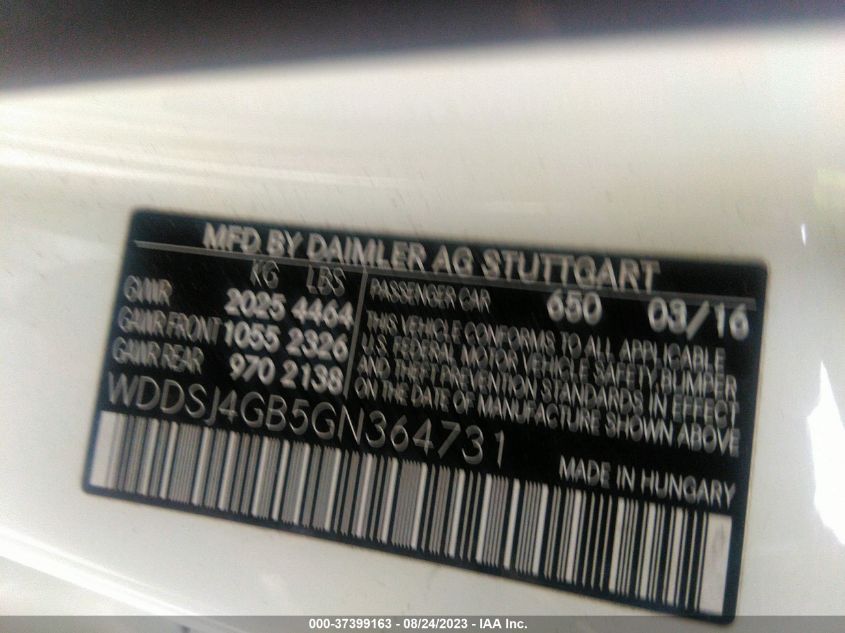 MFD BY DAIMLER AG STUTTGART
KG LBS
GVWR 2025 4464
GAWR FRONT 1055 2326
GAWR REAR 970 2138
PASSENGER CAR 650 03/16
THIS VEHICLE CONFORMS TO ALL APPLICABLE
U.S. FEDERAL MOTOR VEHICLE SAFETY, BUMPER
AND THEFT PREVENTION STANDARDS IN EFFECT
ON THE DATE OF MANUFACTURE SHOWN ABOVE
WDDSJ4GB5GN364731
MADE IN HUNGARY
000-37399163 - 08/24/2023 - IAA Inc.